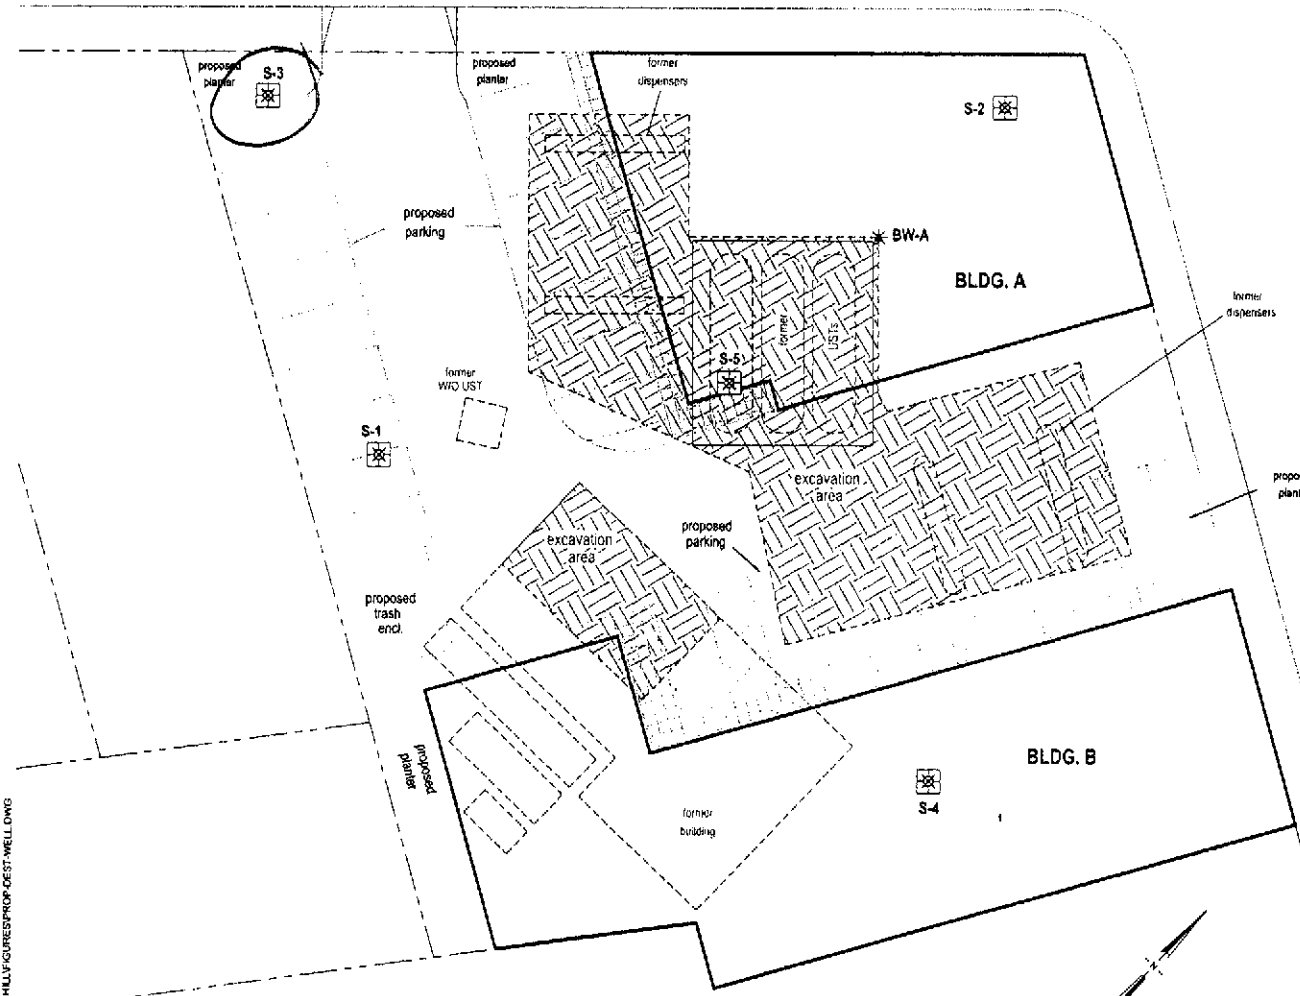 proposed
planter
S-3
proposed
planter
former
dispensers
S-2
proposed
parking
BW-A
BLDG. A
former
dispensers
former
USTs
S-5
former
W/O UST
S-1
excavation
area
propo
plant
proposed
parking
excavation
area
proposed
trash
encl.
proposed
planter
BLDG. B
S-4
former
building
N
HILL\FIGURES\PROP-DEST-WELL.DWG